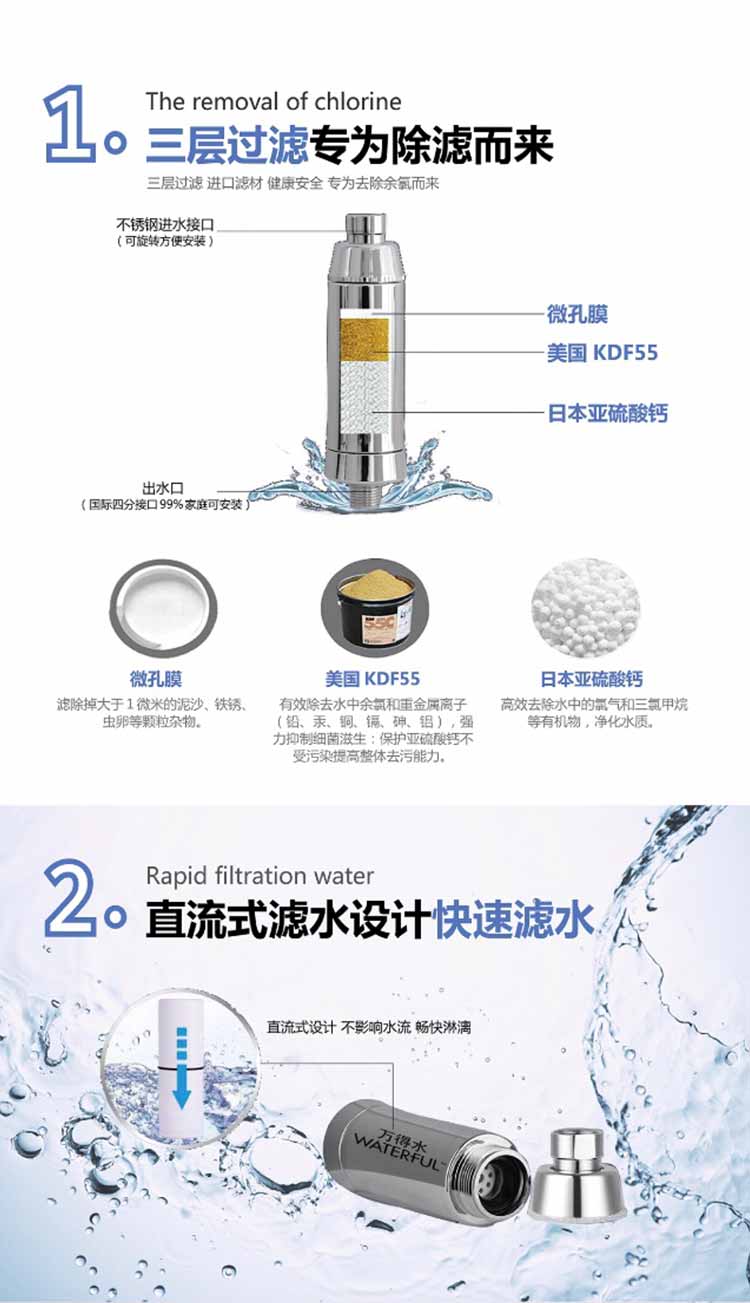 1。
The removal of chlorine
三层过滤专为除滤而来
三层过滤 进口滤材 健康安全 专为去除余氯而来
不锈钢进水接口
（可旋转方便安装）
微孔膜
美国 KDF55
日本亚硫酸钙
出水口
（国际四分接口99%家庭可安装）
55C
微孔膜
滤除掉大于1微米的泥沙、铁锈、
虫卵等颗粒杂物。
美国 KDF55
有效除去水中余氯和重金属离子
（铅、汞、铜、镉、砷、铝），强
力抑制细菌滋生：保护亚硫酸钙不
受污染提高整体去污能力。
日本亚硫酸钙
高效去除水中的氯气和三氯甲烷
等有机物，净化水质。
2。
Rapid filtration water
直流式滤水设计快速滤水
°c
直流式设计 不影响水流 畅快淋漓
万得水
WATERFUL™